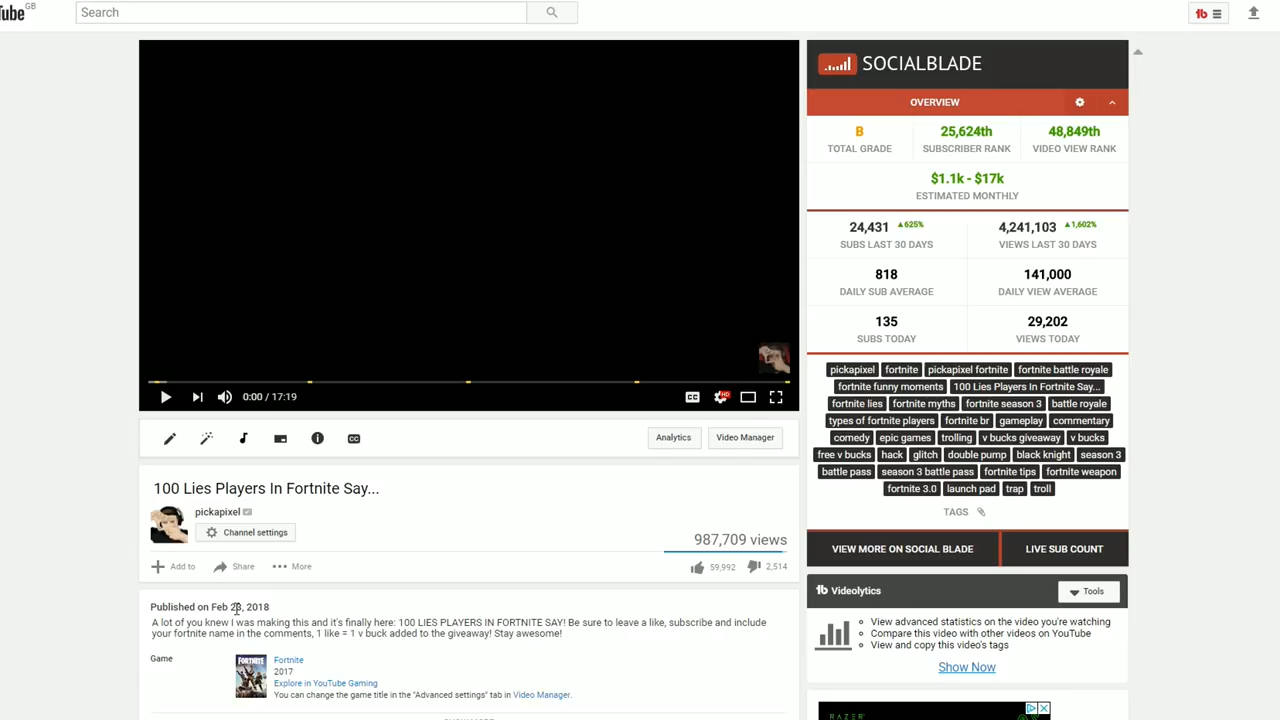 Tube GB
Search
tb
SOCIALBLADE
OVERVIEW
B
25,624th
48,849th
TOTAL GRADE
SUBSCRIBER RANK
VIDEO VIEW RANK
$1.1k - $17k
ESTIMATED MONTHLY
24,431 ▲625%
4,241,103 ▲1,602%
SUBS LAST 30 DAYS
VIEWS LAST 30 DAYS
818
141,000
DAILY SUB AVERAGE
DAILY VIEW AVERAGE
135
29,202
SUBS TODAY
VIEWS TODAY
pickapixel fortnite pickapixel fortnite fortnite battle royale
fortnite funny moments 100 Lies Players In Fortnite Say...
fortnite lies fortnite myths fortnite season 3 battle royale
types of fortnite players fortnite br gameplay commentary
comedy epic games trolling v bucks giveaway v bucks
free v bucks hack glitch double pump black knight season 3
battle pass season 3 battle pass fortnite tips fortnite weapon
fortnite 3.0 launch pad trap troll
TAGS
VIEW MORE ON SOCIAL BLADE
LIVE SUB COUNT
0:00 / 17:19
CC
HD
CC
Analytics
Video Manager
100 Lies Players In Fortnite Say...
pickapixel
Channel settings
987,709 views
Add to
Share
More
59,992
2,514
Published on Feb 2, 2018
A lot of you knew I was making this and it's finally here: 100 LIES PLAYERS IN FORTNITE SAY! Be sure to leave a like, subscribe and include
your fortnite name in the comments, 1 like = 1 v buck added to the giveaway! Stay awesome!
Game
FORTNITE
Fortnite
2017
Explore in YouTube Gaming
You can change the game title in the "Advanced settings" tab in Video Manager.
tb Videolytics
Tools
View advanced statistics on the video you're watching
Compare this video with other videos on YouTube
View and copy this video's tags
Show Now
RAZER